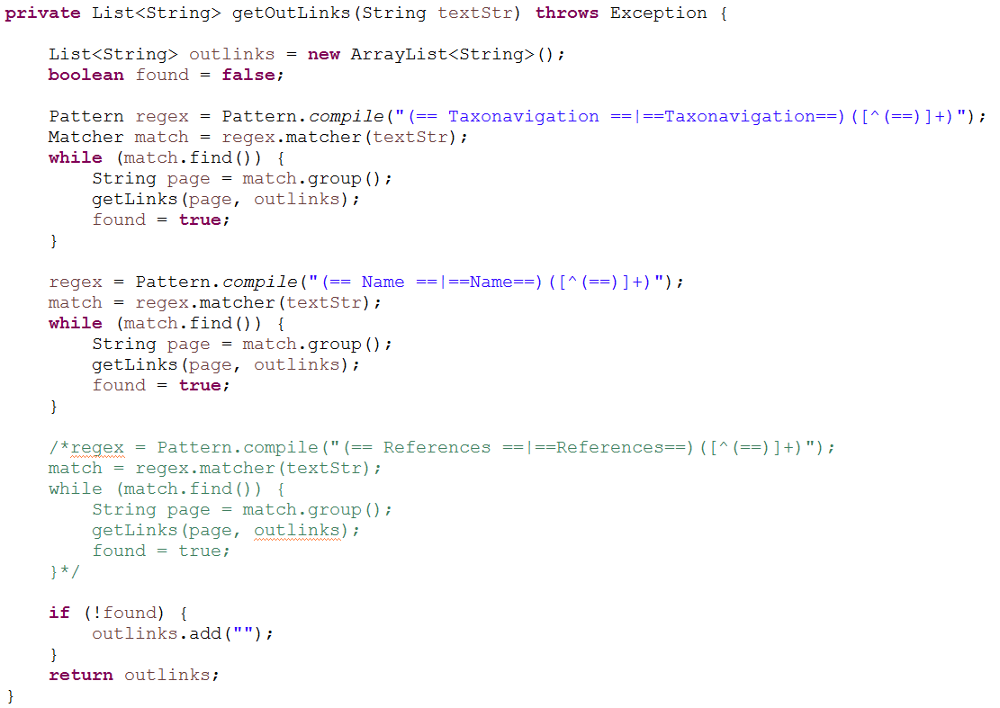 private List<String> getOutLinks(String textStr) throws Exception {

    List<String> outlinks = new ArrayList<String>();
    boolean found = false;

    Pattern regex = Pattern.compile("(== Taxonavigation ==|==Taxonavigation==)([^(==)]+)");
    Matcher match = regex.matcher(textStr);
    while (match.find()) {
        String page = match.group();
        getLinks(page, outlinks);
        found = true;
    }

    regex = Pattern.compile("(== Name ==|==Name==)([^(==)]+)");
    match = regex.matcher(textStr);
    while (match.find()) {
        String page = match.group();
        getLinks(page, outlinks);
        found = true;
    }

    /*regex = Pattern.compile("(== References ==|==References==)([^(==)]+)");
    match = regex.matcher(textStr);
    while (match.find()) {
        String page = match.group();
        getLinks(page, outlinks);
        found = true;
    }*/

    if (!found) {
        outlinks.add("");
    }
    return outlinks;
}